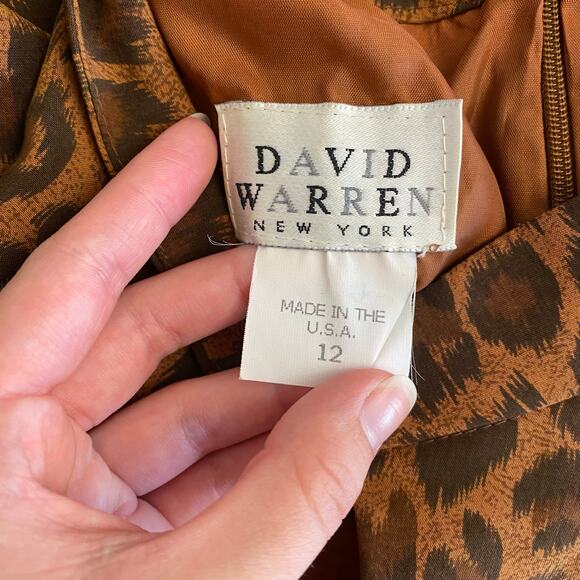 DAVID
WARREN
NEW YORK
MADE IN THE
U.S.A.
12